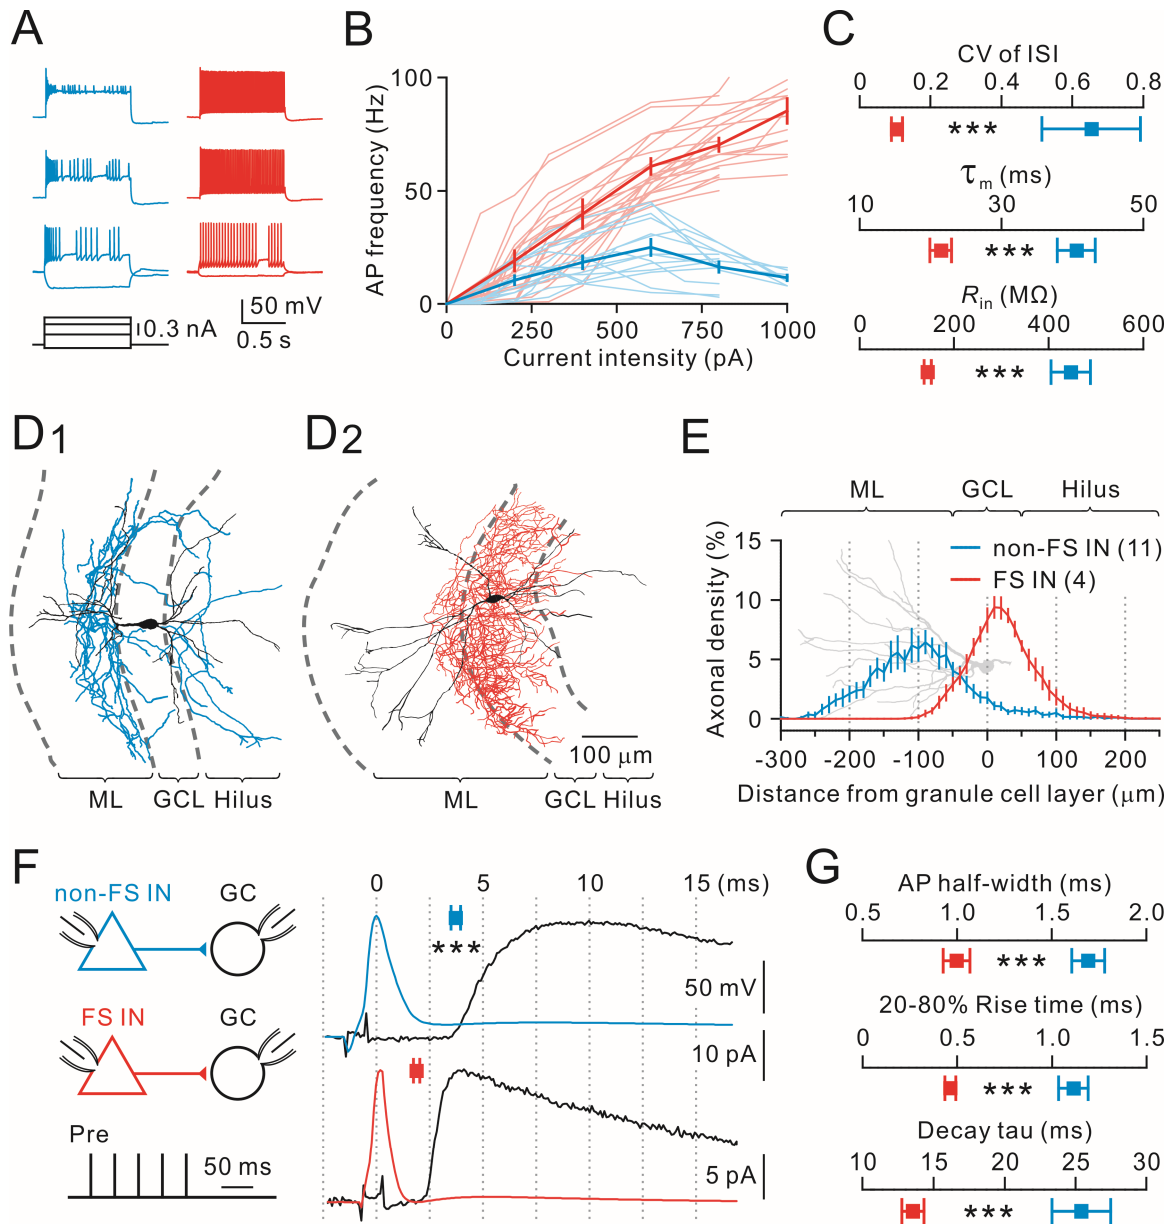 A
50 mV
0.3 nA
0.5 s
B
AP frequency (Hz)
100
50
0
0 250 500 750 1000
Current intensity (pA)
C
CV of ISI
0 0.2 0.4 0.6 0.8
***
τm (ms)
10 30 50
***
Rin (MΩ)
0 200 400 600
***
D1
ML GCL Hilus
D2
100 μm
ML GCL Hilus
E
ML GCL Hilus
non-FS IN (11)
FS IN (4)
Axonal density (%)
15
10
5
0
-300 -200 -100 0 100 200
Distance from granule cell layer (μm)
F
non-FS IN GC
FS IN GC
Pre
50 ms
0 5 10 15 (ms)
***
50 mV
10 pA
5 pA
G
AP half-width (ms)
0.5 1.0 1.5 2.0
***
20-80% Rise time (ms)
0 0.5 1.0 1.5
***
Decay tau (ms)
10 15 20 25 30
***